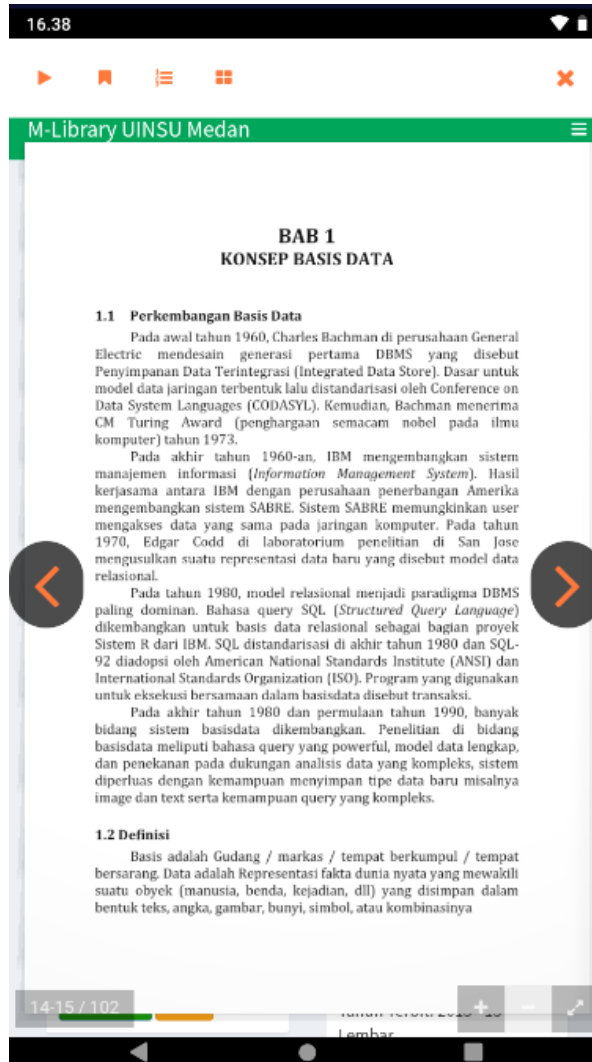 16.38
M-Library UINSU Medan
BAB 1
KONSEP BASIS DATA
1.1 Perkembangan Basis Data
Pada awal tahun 1960, Charles Bachman di perusahaan General
Electric mendesain generasi pertama DBMS yang disebut
Penyimpanan Data Terintegrasi (Integrated Data Store). Dasar untuk
model data jaringan terbentuk lalu distandarisasi oleh Conference on
Data System Languages (CODASYL). Kemudian, Bachman menerima
CM Turing Award (penghargaan semacam nobel pada ilmu
komputer) tahun 1973.
Pada akhir tahun 1960-an, IBM mengembangkan sistem
manajemen informasi (Information Management System). Hasil
kerjasama antara IBM dengan perusahaan penerbangan Amerika
mengembangkan sistem SABRE. Sistem SABRE memungkinkan user
mengakses data yang sama pada jaringan komputer. Pada tahun
1970, Edgar Codd di laboratorium penelitian di San Jose
mengusulkan suatu representasi data baru yang disebut model data
relasional.
Pada tahun 1980, model relasional menjadi paradigma DBMS
paling dominan. Bahasa query SQL (Structured Query Language)
dikembangkan untuk basis data relasional sebagai bagian proyek
Sistem R dari IBM. SQL distandarisasi di akhir tahun 1980 dan SQL-
92 diadopsi oleh American National Standards Institute (ANSI) dan
International Standards Organization (ISO). Program yang digunakan
untuk eksekusi bersamaan dalam basisdata disebut transaksi.
Pada akhir tahun 1980 dan permulaan tahun 1990, banyak
bidang sistem basisdata dikembangkan. Penelitian di bidang
basisdata meliputi bahasa query yang powerful, model data lengkap,
dan penekanan pada dukungan analisis data yang kompleks, sistem
diperluas dengan kemampuan menyimpan tipe data baru misalnya
image dan text serta kemampuan query yang kompleks.
1.2 Definisi
Basis adalah Gudang / markas / tempat berkumpul / tempat
bersarang. Data adalah Representasi fakta dunia nyata yang mewakili
suatu obyek (manusia, benda, kejadian, dll) yang disimpan dalam
bentuk teks, angka, gambar, bunyi, simbol, atau kombinasinya
14-15 / 102
Lembar